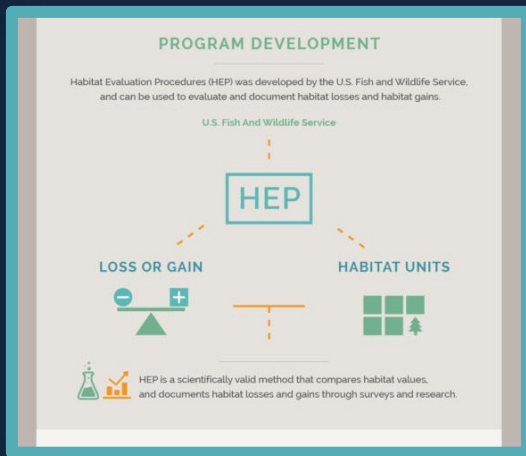 PROGRAM DEVELOPMENT
Habitat Evaluation Procedures (HEP) was developed by the U.S. Fish and Wildlife Service,
and can be used to evaluate and document habitat losses and habitat gains.
U.S. Fish And Wildlife Service
HEP
LOSS OR GAIN
HABITAT UNITS
HEP is a scientifically valid method that compares habitat values,
and documents habitat losses and gains through surveys and research.